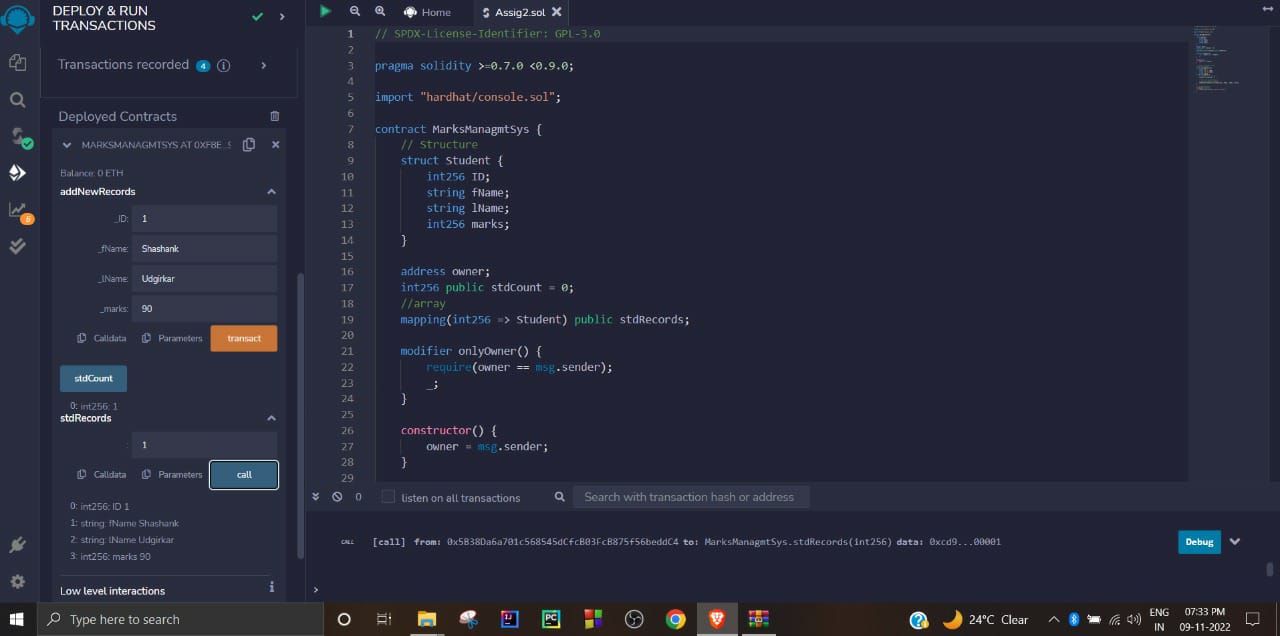 DEPLOY & RUN
TRANSACTIONS
Transactions recorded 4 i
Deployed Contracts
MARKSMANAGMTSYS AT 0XF8E...
Balance: 0 ETH
addNewRecords
_ID: 1
_fName: Shashank
_lName: Udgirkar
_marks: 90
Calldata Parameters transact
stdCount
0: int256: 1
stdRecords
: 1
Calldata Parameters call
0: int256: ID 1
1: string: fName Shashank
2: string: lName Udgirkar
3: int256: marks 90
Low level interactions i
Home Assig2.sol
1 // SPDX-License-Identifier: GPL-3.0
2
3 pragma solidity >=0.7.0 <0.9.0;
4
5 import "hardhat/console.sol";
6
7 contract MarksManagmtSys {
8 // Structure
9 struct Student {
10 int256 ID;
11 string fName;
12 string lName;
13 int256 marks;
14 }
15
16 address owner;
17 int256 public stdCount = 0;
18 //array
19 mapping(int256 => Student) public stdRecords;
20
21 modifier onlyOwner() {
22 require(owner == msg.sender);
23 _;
24 }
25
26 constructor() {
27 owner = msg.sender;
28 }
29
0 listen on all transactions Search with transaction hash or address
CALL [call] from: 0x5B38Da6a701c568545dCfcB03FcB875f56beddC4 to: MarksManagmtSys.stdRecords(int256) data: 0xcd9...00001 Debug
>
Type here to search
24°C Clear
ENG
IN
07:33 PM
09-11-2022